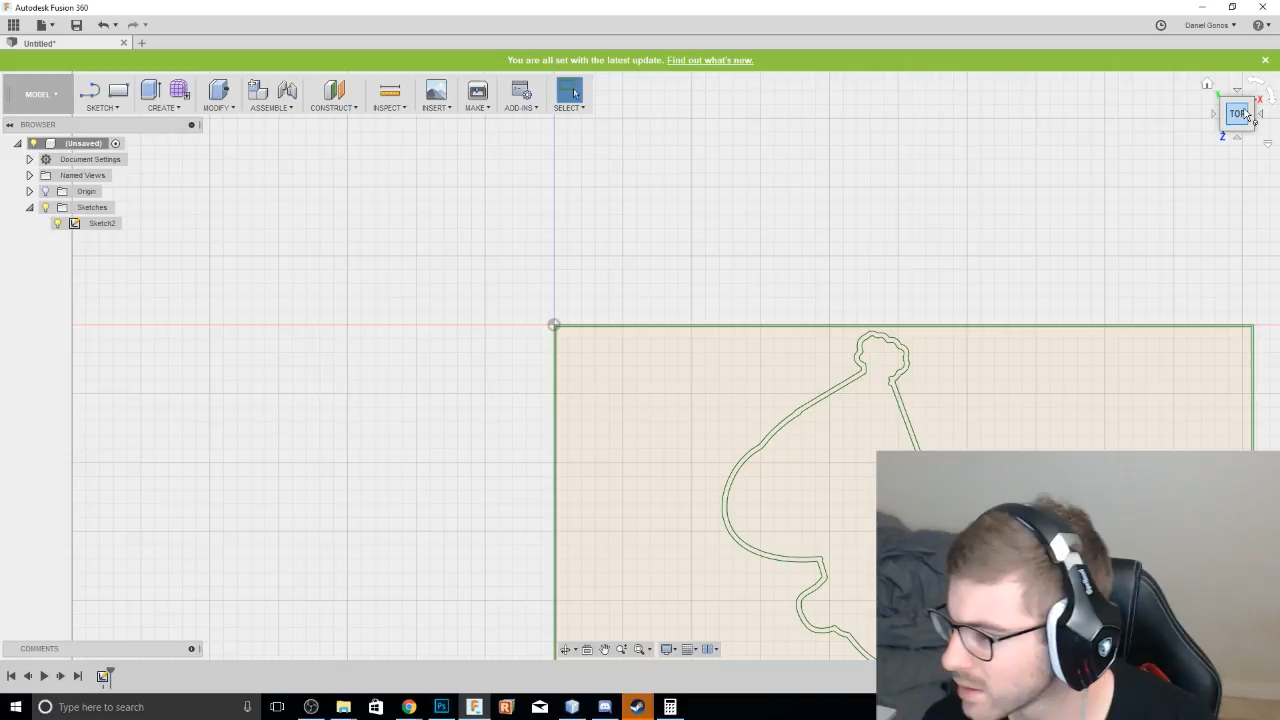 Autodesk Fusion 360
Daniel Gonos
Untitled*
You are all set with the latest update. Find out what's new.
MODEL
SKETCH
CREATE
MODIFY
ASSEMBLE
CONSTRUCT
INSPECT
INSERT
MAKE
ADD-INS
SELECT
X
TOP
Z
BROWSER
(Unsaved)
Document Settings
Named Views
Origin
Sketches
Sketch2
COMMENTS
Type here to search